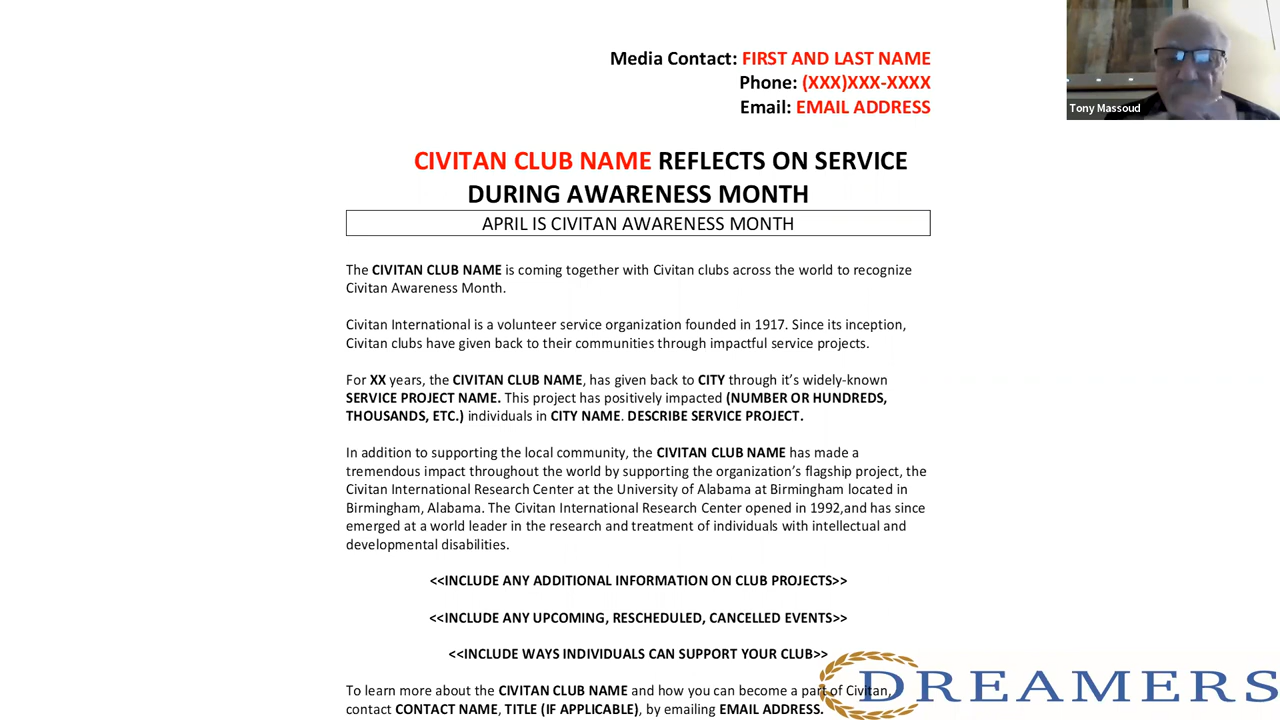 Media Contact: FIRST AND LAST NAME
Phone: (XXX)XXX-XXXX
Email: EMAIL ADDRESS
Tony Massoud
CIVITAN CLUB NAME REFLECTS ON SERVICE
DURING AWARENESS MONTH
APRIL IS CIVITAN AWARENESS MONTH
The CIVITAN CLUB NAME is coming together with Civitan clubs across the world to recognize
Civitan Awareness Month.
Civitan International is a volunteer service organization founded in 1917. Since its inception,
Civitan clubs have given back to their communities through impactful service projects.
For XX years, the CIVITAN CLUB NAME, has given back to CITY through it’s widely-known
SERVICE PROJECT NAME. This project has positively impacted (NUMBER OR HUNDREDS,
THOUSANDS, ETC.) individuals in CITY NAME. DESCRIBE SERVICE PROJECT.
In addition to supporting the local community, the CIVITAN CLUB NAME has made a
tremendous impact throughout the world by supporting the organization’s flagship project, the
Civitan International Research Center at the University of Alabama at Birmingham located in
Birmingham, Alabama. The Civitan International Research Center opened in 1992,and has since
emerged at a world leader in the research and treatment of individuals with intellectual and
developmental disabilities.
<<INCLUDE ANY ADDITIONAL INFORMATION ON CLUB PROJECTS>>
<<INCLUDE ANY UPCOMING, RESCHEDULED, CANCELLED EVENTS>>
<<INCLUDE WAYS INDIVIDUALS CAN SUPPORT YOUR CLUB>>
To learn more about the CIVITAN CLUB NAME and how you can become a part of Civitan,
contact CONTACT NAME, TITLE (IF APPLICABLE), by emailing EMAIL ADDRESS.
DREAMERS